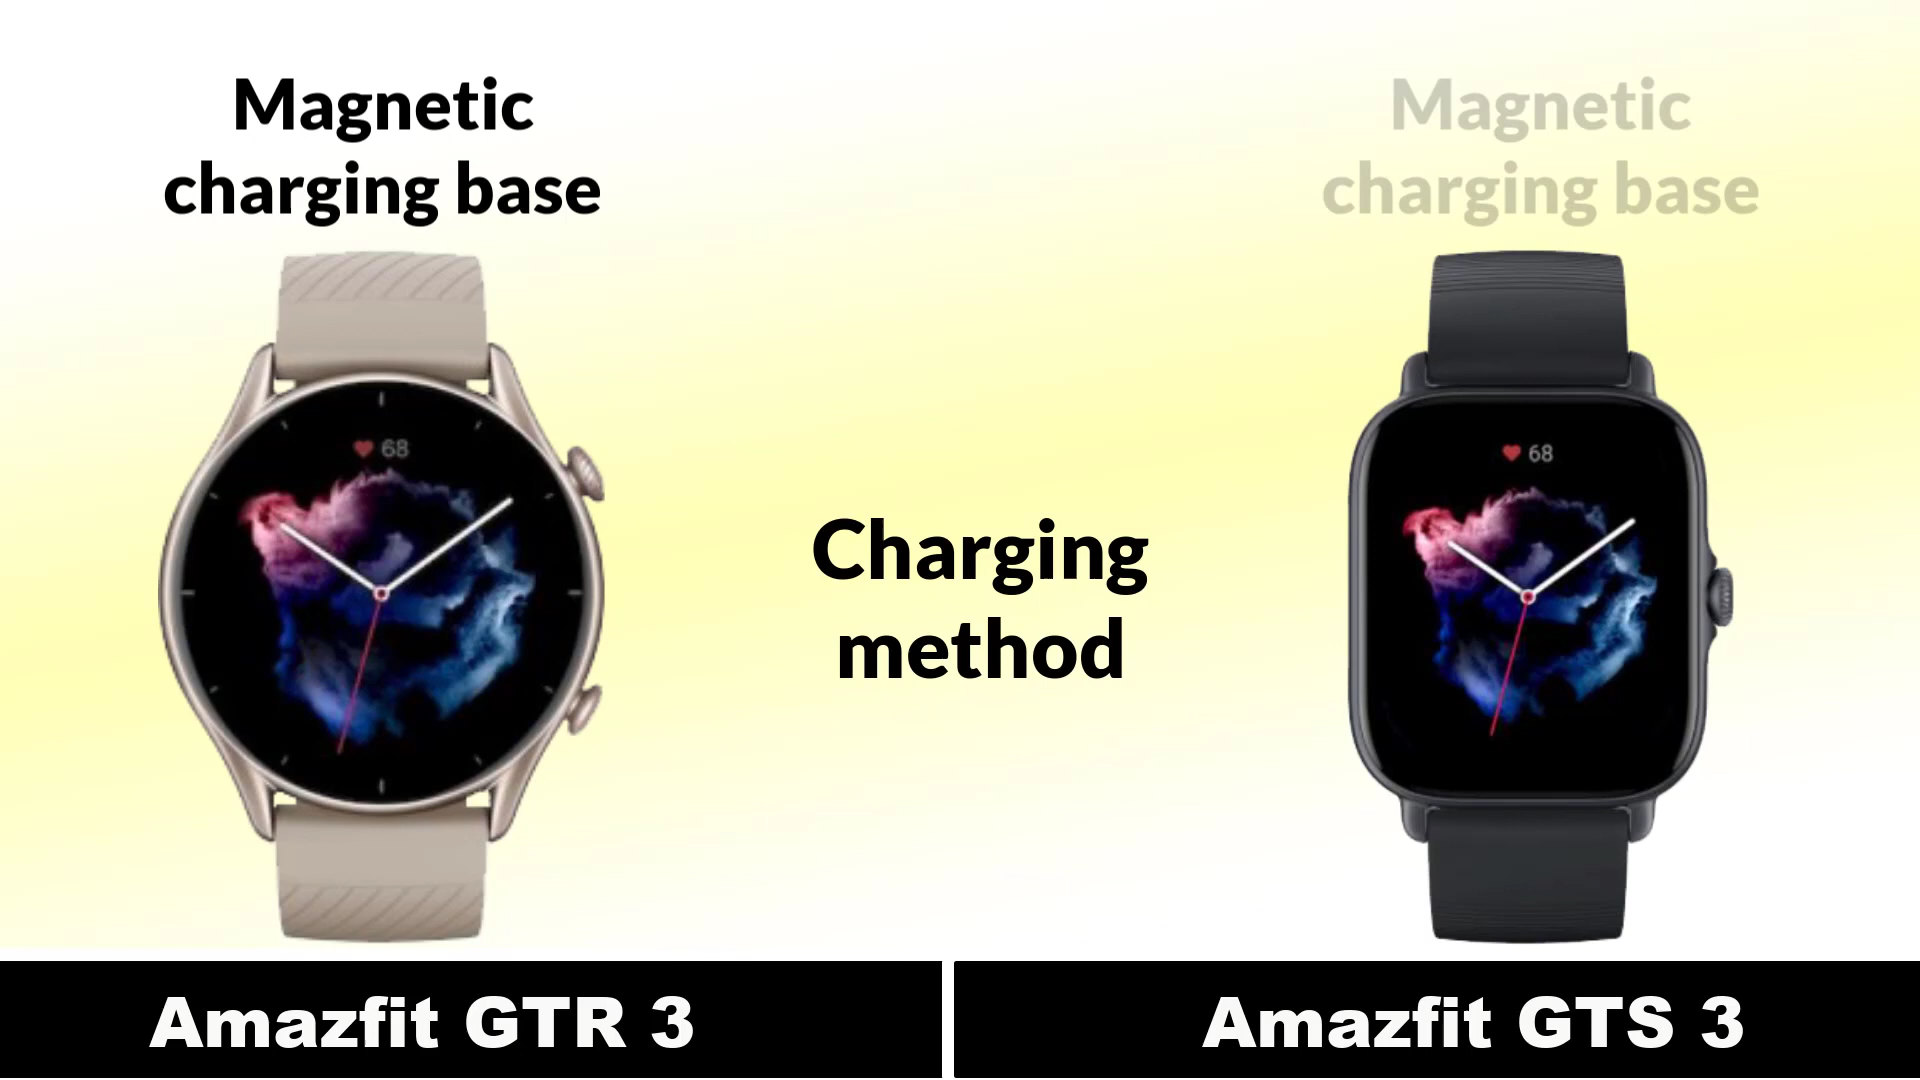 Magnetic
charging base
Magnetic
charging base
68
68
Charging
method
Amazfit GTR 3
Amazfit GTS 3